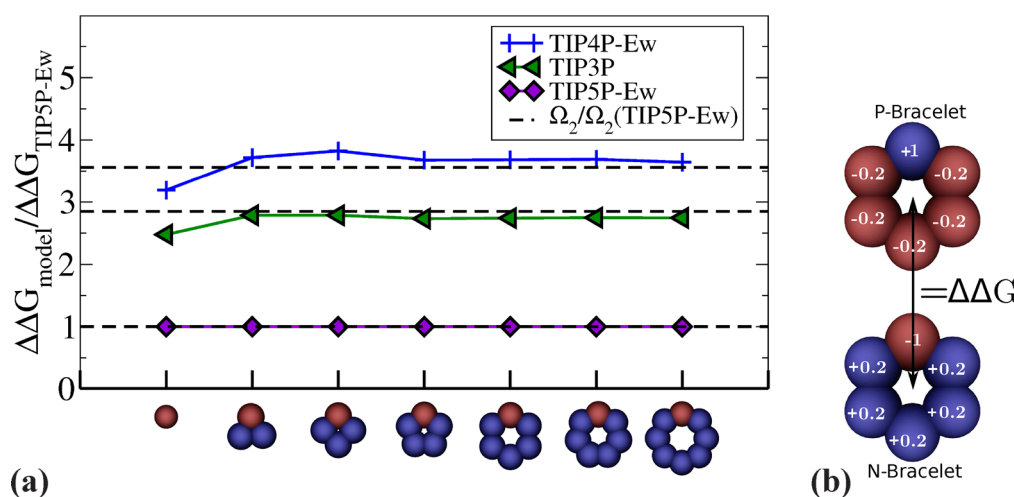 TIP4P-Ew
TIP3P
TIP5P-Ew
Ω₂/Ω₂(TIP5P-Ew)
ΔΔG_model/ΔΔG_TIP5P-Ew
5
4
3
2
1
0
(a)
P-Bracelet
+1
-0.2 -0.2
-0.2 -0.2
-0.2
=ΔΔG
-1
+0.2 +0.2
+0.2 +0.2
+0.2
N-Bracelet
(b)